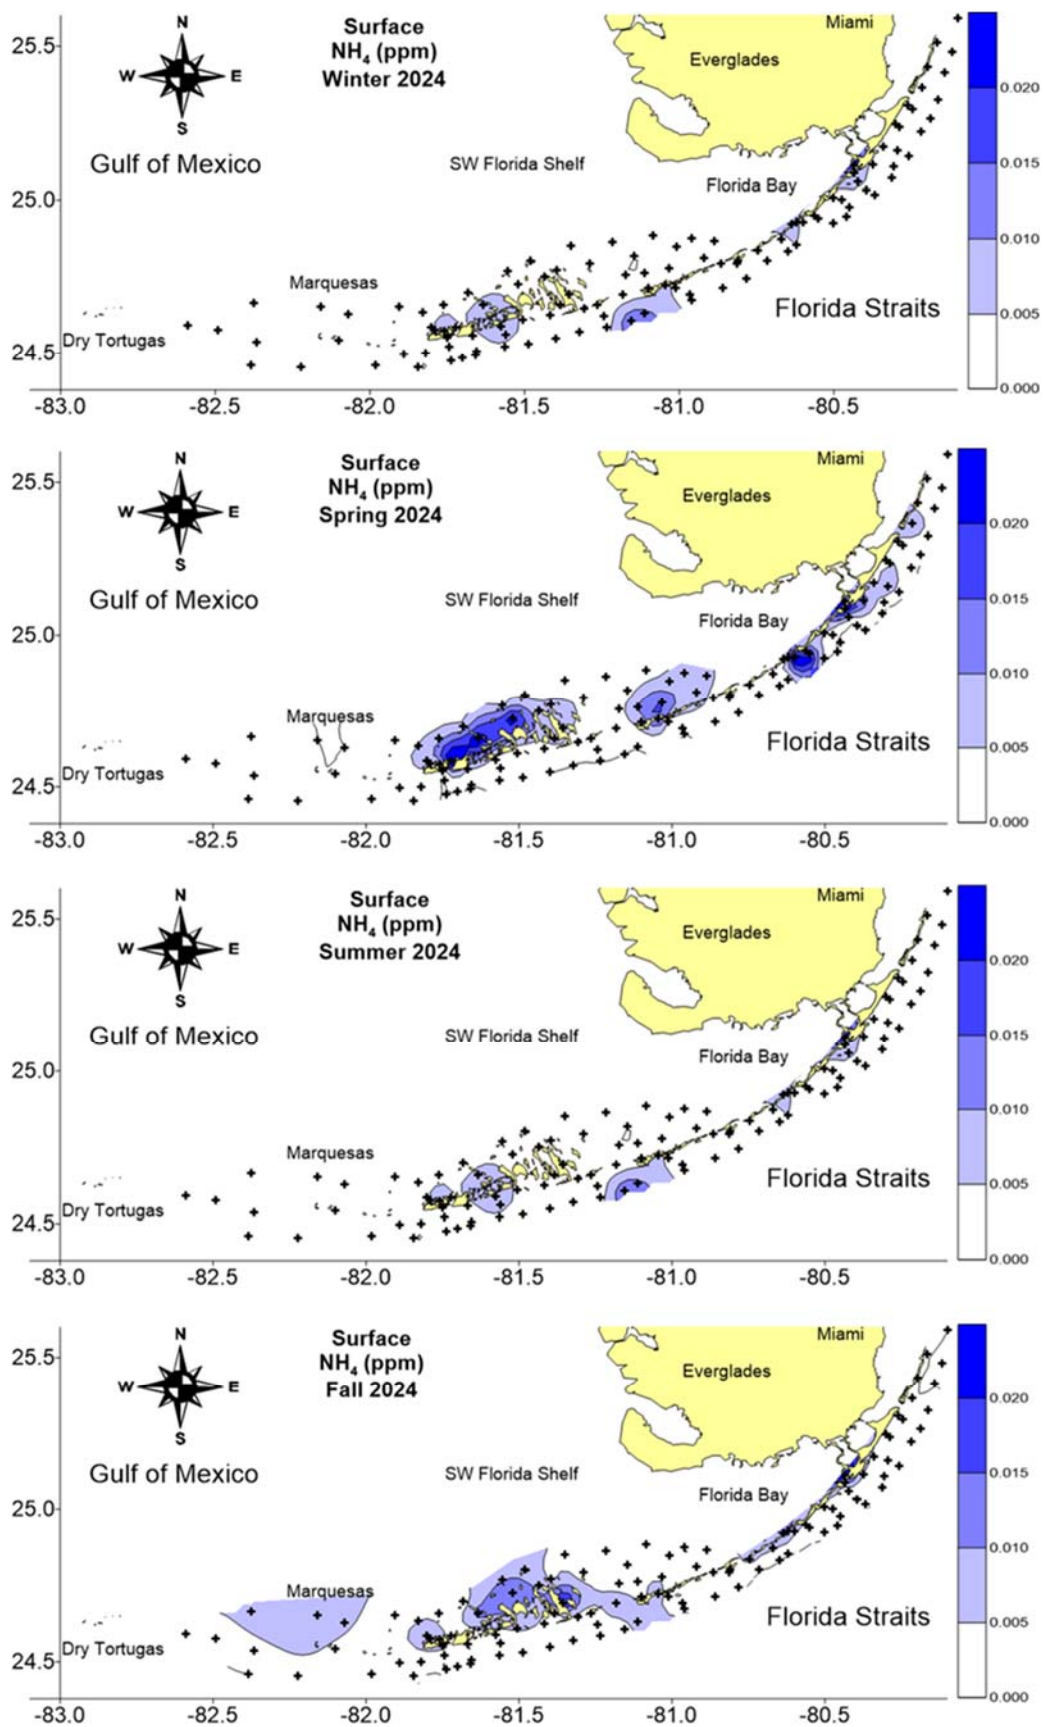 Surface
NH4 (ppm)
Winter 2024
N
W E
S
Gulf of Mexico
SW Florida Shelf
Everglades
Miami
Florida Bay
Marquesas
Dry Tortugas
Florida Straits
25.5
25.0
24.5
-83.0 -82.5 -82.0 -81.5 -81.0 -80.5
0.020
0.015
0.010
0.005
0.000
Surface
NH4 (ppm)
Spring 2024
N
W E
S
Gulf of Mexico
SW Florida Shelf
Everglades
Miami
Florida Bay
Marquesas
Dry Tortugas
Florida Straits
25.5
25.0
24.5
-83.0 -82.5 -82.0 -81.5 -81.0 -80.5
0.020
0.015
0.010
0.005
0.000
Surface
NH4 (ppm)
Summer 2024
N
W E
S
Gulf of Mexico
SW Florida Shelf
Everglades
Miami
Florida Bay
Marquesas
Dry Tortugas
Florida Straits
25.5
25.0
24.5
-83.0 -82.5 -82.0 -81.5 -81.0 -80.5
0.020
0.015
0.010
0.005
0.000
Surface
NH4 (ppm)
Fall 2024
N
W E
S
Gulf of Mexico
SW Florida Shelf
Everglades
Miami
Florida Bay
Marquesas
Dry Tortugas
Florida Straits
25.5
25.0
24.5
-83.0 -82.5 -82.0 -81.5 -81.0 -80.5
0.020
0.015
0.010
0.005
0.000